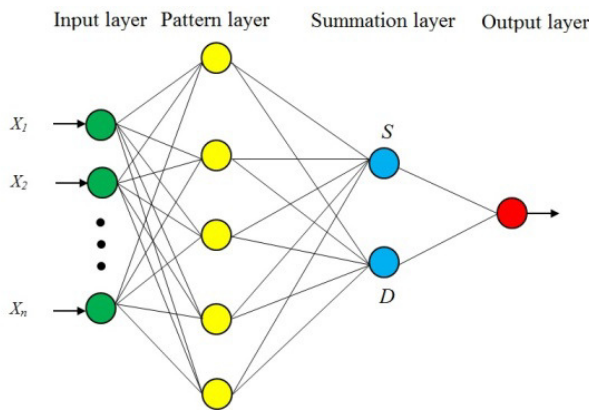 Input layer Pattern layer Summation layer Output layer
X1
S
X2
Xn
D